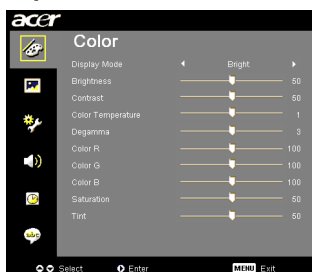 acer
Color
Display Mode Bright
Brightness 50
Contrast 50
Color Temperature 1
Degamma 3
Color R 100
Color G 100
Color B 100
Saturation 50
Tint 50
abc
Select Enter MENU Exit